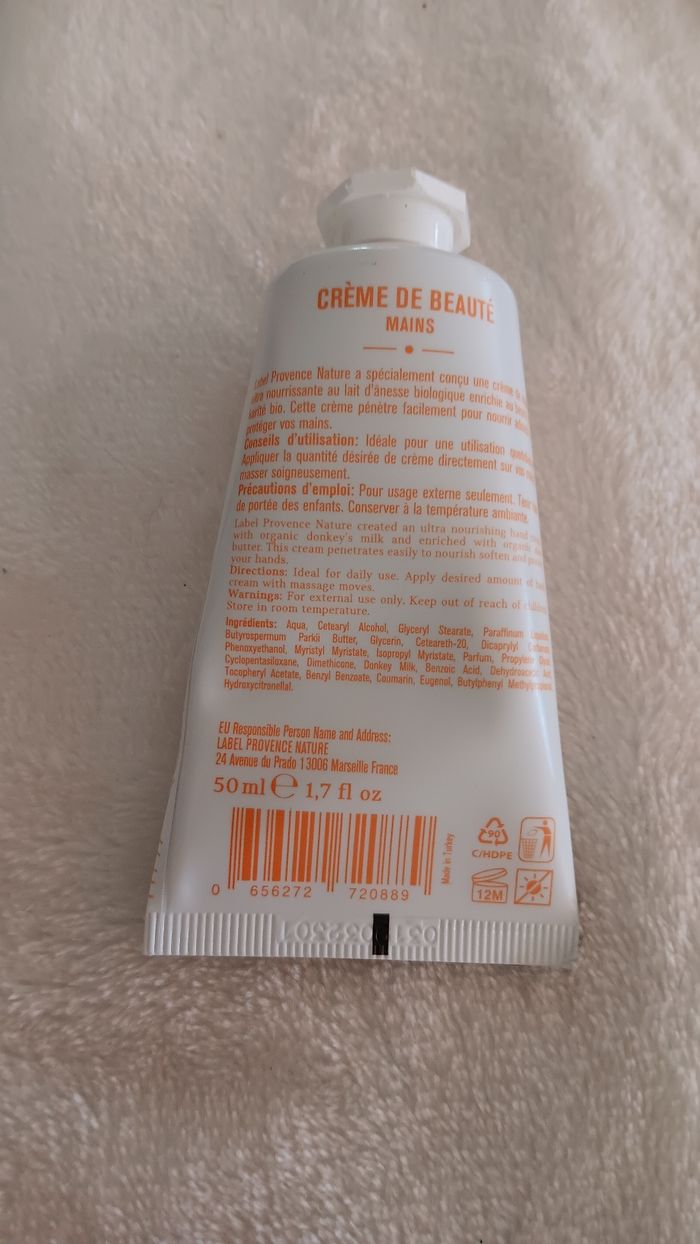 CRÈME DE BEAUTÉ
MAINS
Label Provence Nature a spécialement conçu une crème
ultra nourrissante au lait d'ânesse biologique enrichie au
karité bio. Cette crème pénètre facilement pour nourrir
protéger vos mains.
Conseils d'utilisation: Idéale pour une utilisation
Appliquer la quantité désirée de crème directement sur vos
masser soigneusement.
Précautions d'emploi: Pour usage externe seulement.
de portée des enfants. Conserver à la température ambiante.
Label Provence Nature created an ultra nourishing hand
with organic donkey's milk and enriched with organic
butter. This cream penetrates easily to nourish soften and
your hands.
Directions: Ideal for daily use. Apply desired amount of
cream with massage moves.
Warnings: For external use only. Keep out of reach of
Store in room temperature.
Ingrédients: Aqua, Cetearyl Alcohol, Glyceryl Stearate, Paraffinum
Butyrospermum Parkii Butter, Glycerin, Ceteareth-20, Dicaprylyl
Phenoxyethanol, Myristyl Myristate, Isopropyl Myristate, Parfum, Propylene
Cyclopentasiloxane, Dimethicone, Donkey Milk, Benzoic Acid,
Tocopheryl Acetate, Benzyl Benzoate, Coumarin, Eugenol, Butylphenyl
Hydroxycitronellal.
EU Responsible Person Name and Address:
LABEL PROVENCE NATURE
24 Avenue du Prado 13006 Marseille France
50 ml e 1,7 fl oz
0 656272 720889
Made in Turkey
90
C/HDPE
12M